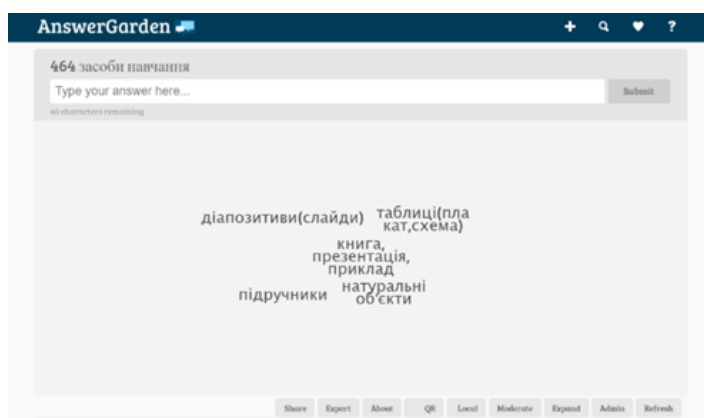 AnswerGarden
464 засоби навчання
Type your answer here...
Submit
40 characters remaining
діапозитиви(слайди)
таблиці(пла
кат,схема)
книга,
презентація,
приклад
підручники
натуральні
об'єкти
Share Export About QR Local Moderate Expand Admin Refresh